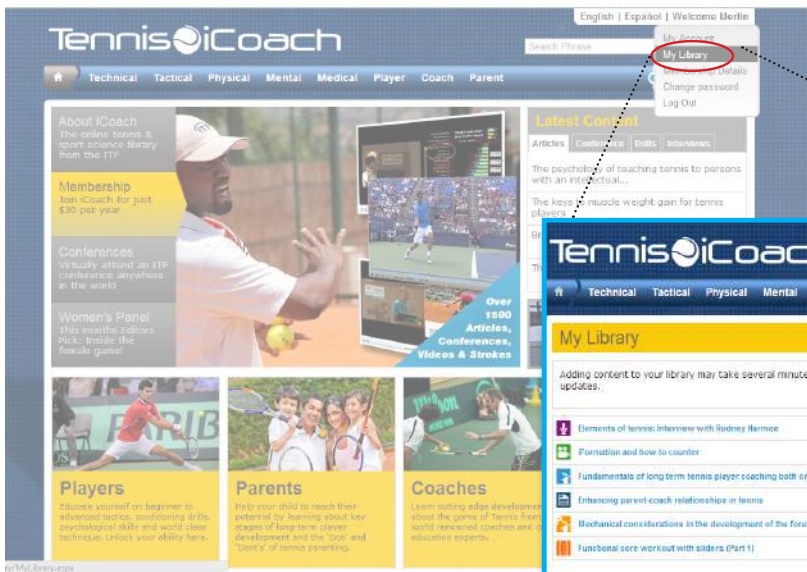 English | Español | Welcome Merlin
Tennis iCoach
Search Phrase
My Account
My Library
Membership Details
Change password
Log Out
Technical Tactical Physical Mental Medical Player Coach Parent
About iCoach
The online tennis &
sport science library
from the ITF
Membership
Join iCoach for just
$30 per year
Conferences
Virtually attend an ITF
conference anywhere
in the world
Women's Panel
This months Editors
Pick: Inside the
female game!
Over
1500
Articles,
Conferences,
Videos & Strokes
Latest Content
Articles Conference Drills Interviews
The psychology of teaching tennis to persons
with an intellectual...
The keys to muscle weight gain for tennis
players
Players
Educate yourself on beginner to
advanced tactics, conditioning drills,
psychological skills and world class
technique. Unlock your ability here.
Parents
Help your child to reach their
potential by learning about key
stages of long-term player
development and the 'Dos' and
'Dont's' of tennis parenting.
Coaches
Learn cutting edge
about the game of Tennis from
world renowned coaches and
education experts.
Tennis iCoac
Technical Tactical Physical Mental
My Library
Adding content to your library may take several minute
updates.
Elements of tennis: Interview with Rodney Harmon
iFormation and how to counter
Fundamentals of long term tennis player coaching both
Enhancing parent-coach relationships in tennis
Mechanical considerations in the development of the
Functional core workout with sliders (Part 1)